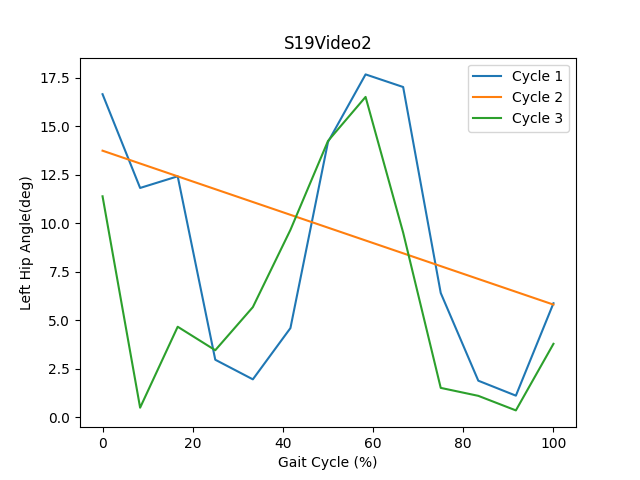 S19Video2
Cycle 1
Cycle 2
Cycle 3
Left Hip Angle(deg)
17.5
15.0
12.5
10.0
7.5
5.0
2.5
0.0
0 20 40 60 80 100
Gait Cycle (%)